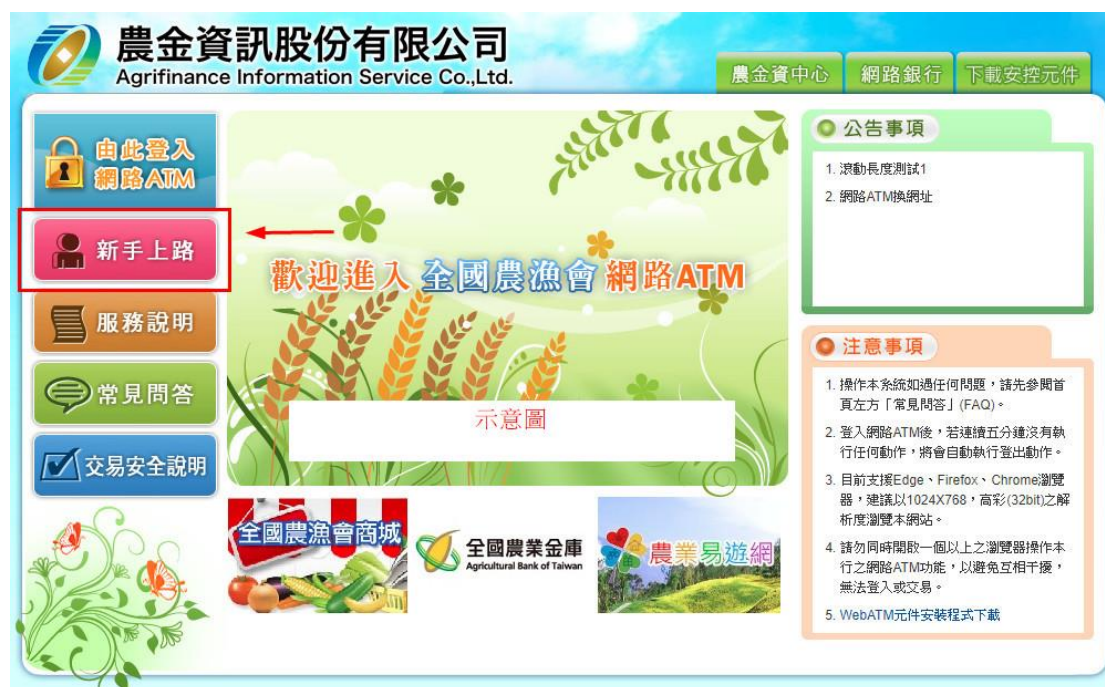 農金資訊股份有限公司
Agrifinance Information Service Co.,Ltd.
農金資中心
網路銀行
下載安控元件
由此登入
網路ATM
新手上路
服務說明
常見問答
交易安全說明
歡迎進入全國農漁會網路ATM
示意圖
全國農漁會商城
全國農業金庫
Agricultural Bank of Taiwan
農業易遊網
公告事項
1. 滾動長度測試1
2. 網路ATM換網址
注意事項
1. 操作本系統如遇任何問題，請先參閱首
頁左方「常見問答」(FAQ)。
2. 登入網路ATM後，若連續五分鐘沒有執
行任何動作，將會自動執行登出動作。
3. 目前支援Edge、Firefox、Chrome瀏覽
器，建議以1024X768，高彩(32bit)之解
析度瀏覽本網站。
4. 請勿同時開啟一個以上之瀏覽器操作本
行之網路ATM功能，以避免互相干擾，
無法登入或交易。
5. WebATM元件安裝程式下載